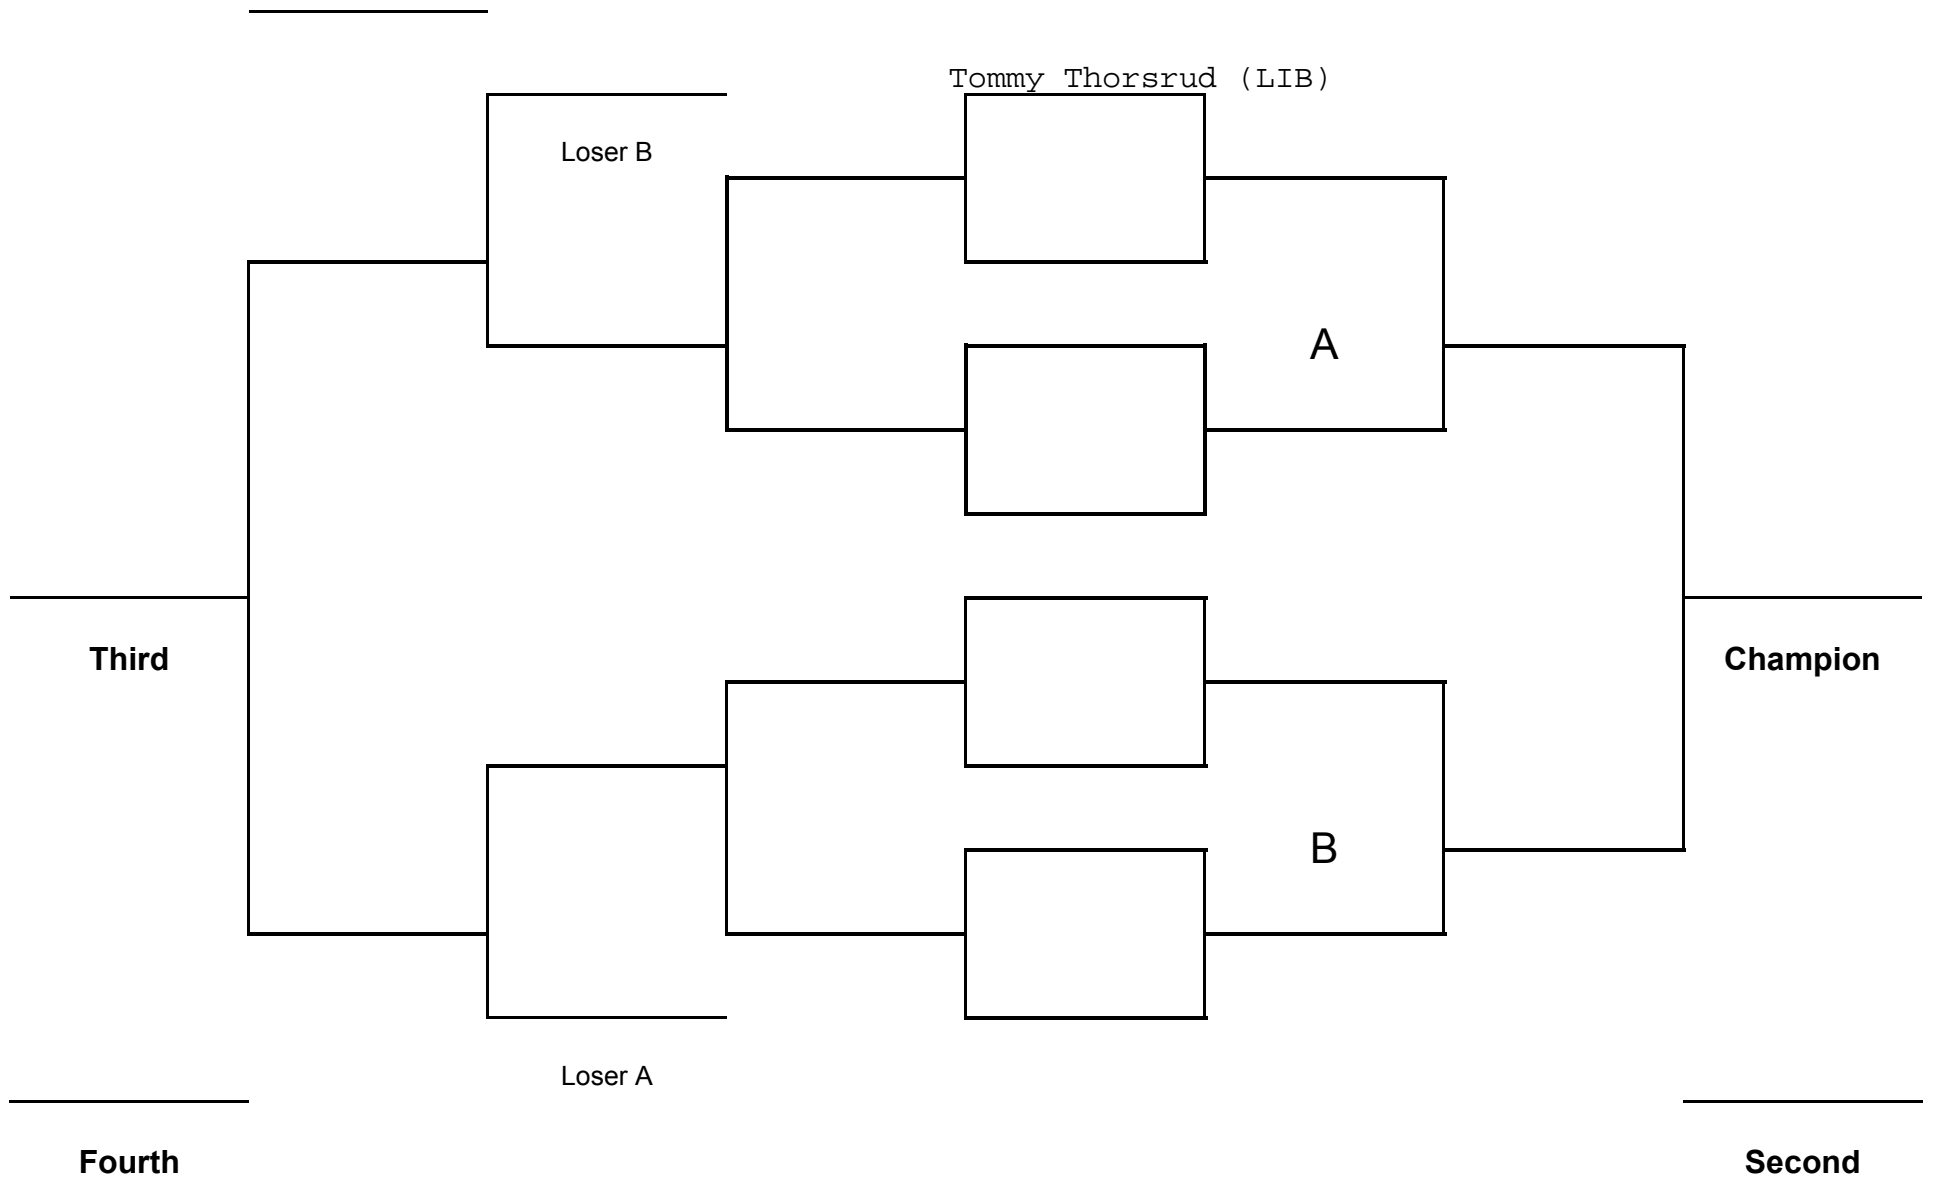 Tommy Thorsrud (LIB)
Loser B
A
Third
Champion
B
Loser A
Fourth
Second